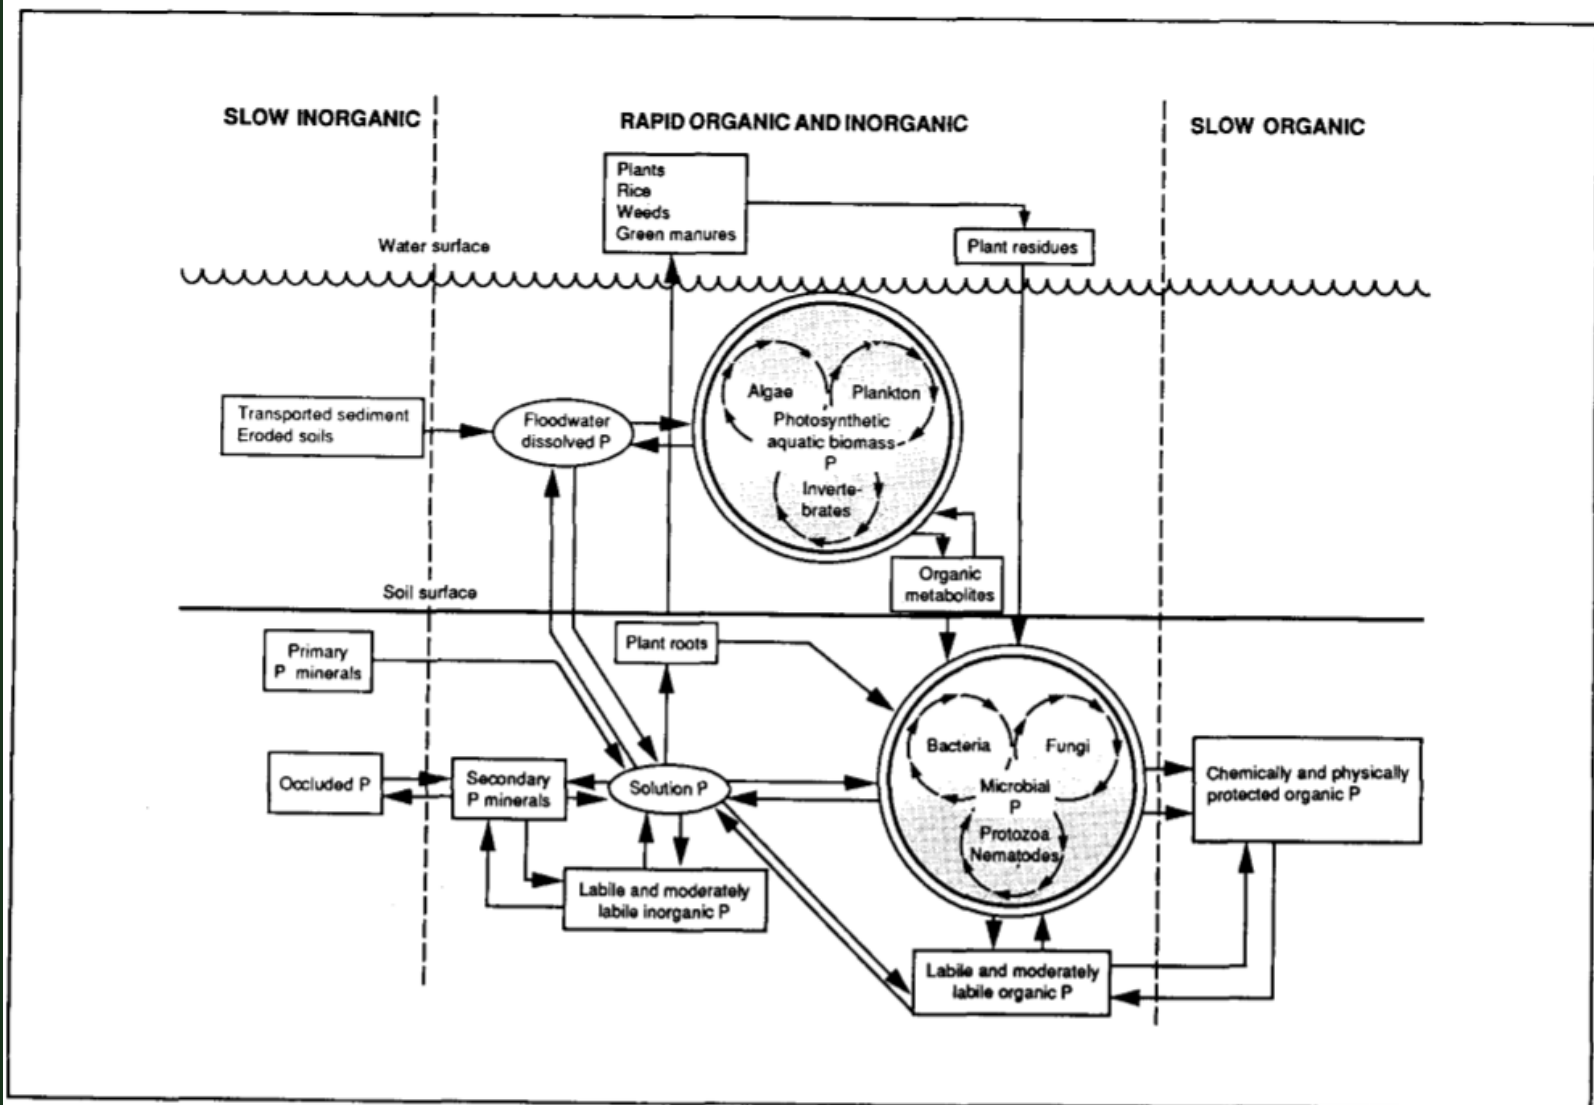 SLOW INORGANIC
RAPID ORGANIC AND INORGANIC
SLOW ORGANIC
Plants
Rice
Weeds
Green manures
Plant residues
Water surface
Algae
Plankton
Photosynthetic
aquatic biomass
P
Inverte-
brates
Transported sediment
Eroded soils
Floodwater
dissolved P
Organic
metabolites
Soil surface
Primary
P minerals
Plant roots
Occluded P
Secondary
P minerals
Solution P
Bacteria
Fungi
Microbial
P
Protozoa
Nematodes
Chemically and physically
protected organic P
Labile and moderately
labile inorganic P
Labile and moderately
labile organic P